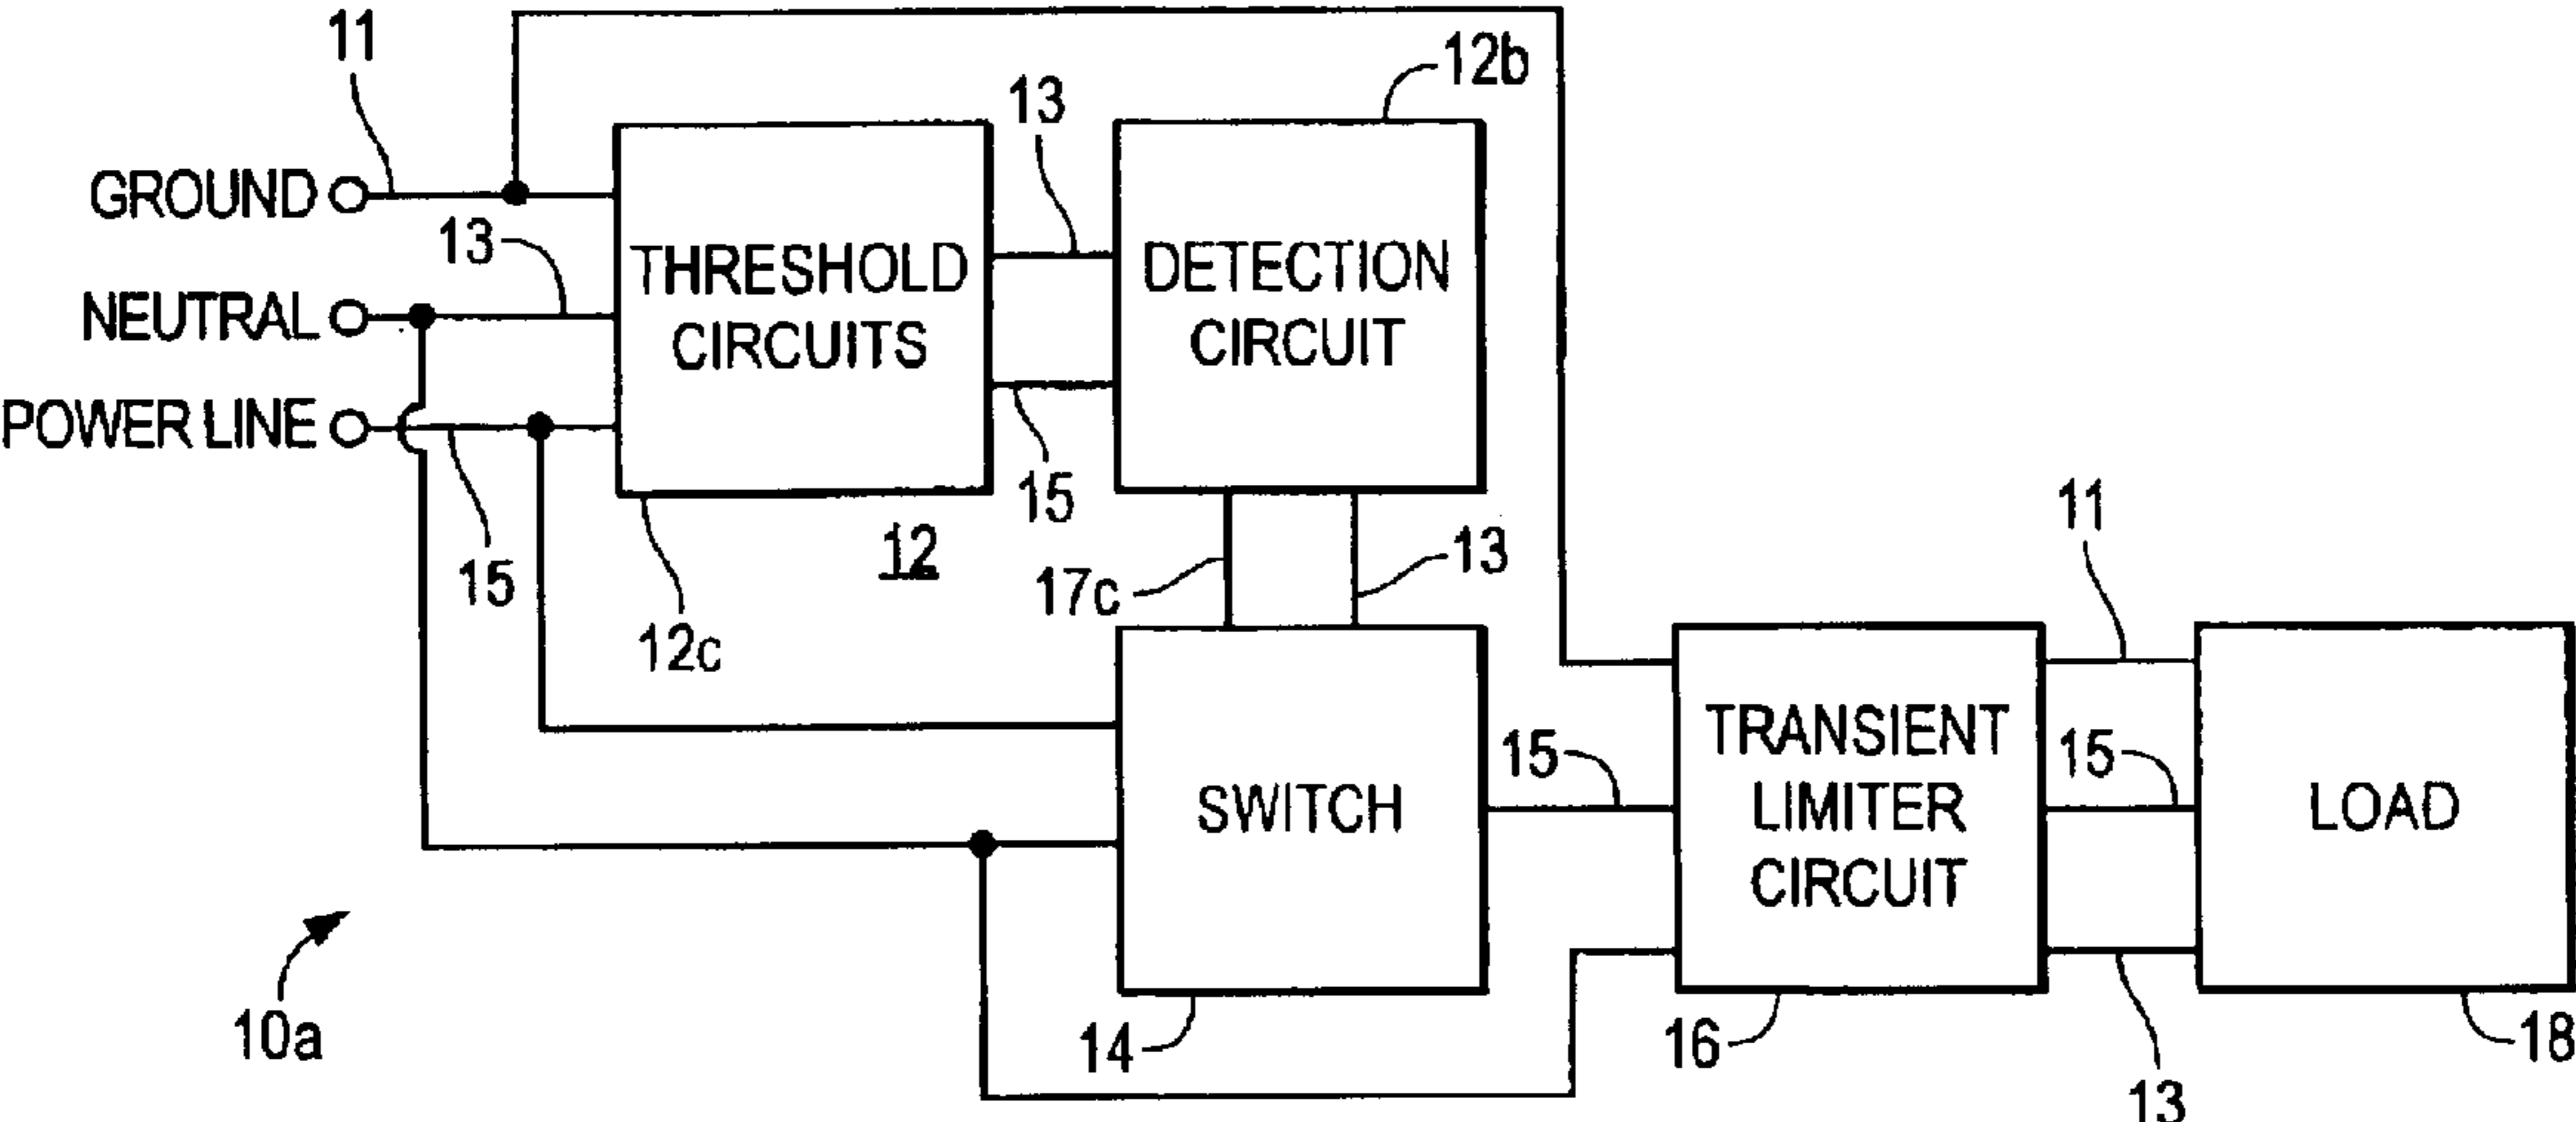 11
12b
13
GROUND
13
THRESHOLD
CIRCUITS
DETECTION
CIRCUIT
NEUTRAL
POWER LINE
15
15
12
12c
17c
13
11
SWITCH
15
TRANSIENT
LIMITER
CIRCUIT
15
LOAD
10a
14
16
18
13